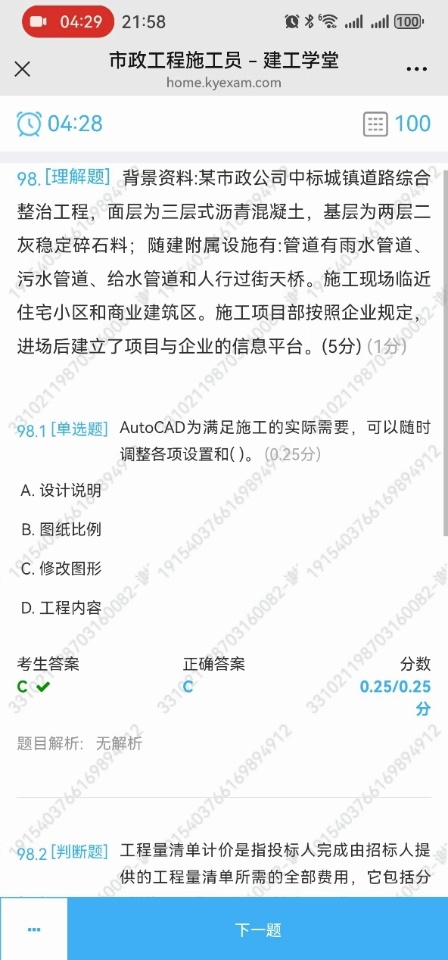 04:29 21:58 6 100
市政工程施工员 – 建工学堂
home.kyexam.com
04:28 100
98. [理解题] 背景资料:某市政公司中标城镇道路综合
整治工程，面层为三层式沥青混凝土，基层为两层二
灰稳定碎石料；随建附属设施有:管道有雨水管道、
污水管道、给水管道和人行过街天桥。施工现场临近
住宅小区和商业建筑区。施工项目部按照企业规定，
进场后建立了项目与企业的信息平台。(5分) (1分)
98.1 [单选题] AutoCAD为满足施工的实际需要，可以随时
调整各项设置和( )。 (0.25分)
A. 设计说明
B. 图纸比例
C. 修改图形
D. 工程内容
考生答案 正确答案 分数
C C 0.25/0.25
分
题目解析: 无解析
98.2 [判断题] 工程量清单计价是指投标人完成由招标人提
供的工程量清单所需的全部费用，它包括分
下一题